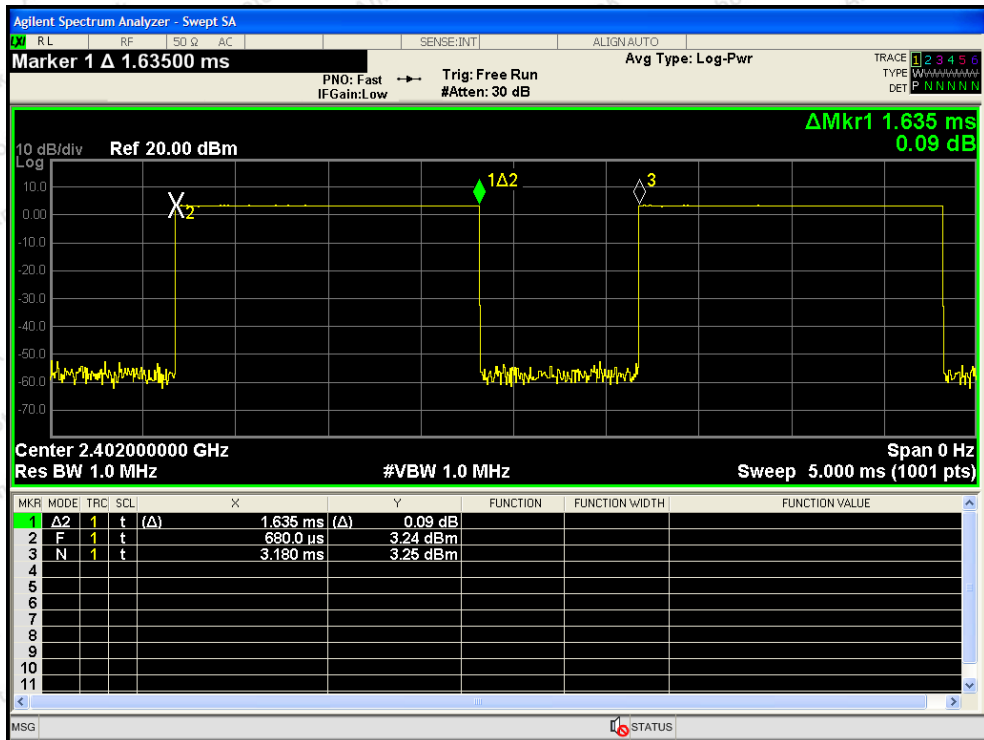 Agilent Spectrum Analyzer - Swept SA
LXI RL RF 50 Ω AC SENSE:INT ALIGNAUTO
Marker 1 Δ 1.63500 ms
PNO: Fast
IFGain:Low
Trig: Free Run
#Atten: 30 dB
Avg Type: Log-Pwr
TRACE 1 2 3 4 5 6
TYPE WWWWWW
DET P N N N N N
ΔMkr1 1.635 ms
0.09 dB
10 dB/div Ref 20.00 dBm
Log
10.0
0.00
-10.0
-20.0
-30.0
-40.0
-50.0
-60.0
-70.0
X2
1Δ2
3
Center 2.402000000 GHz Span 0 Hz
Res BW 1.0 MHz #VBW 1.0 MHz Sweep 5.000 ms (1001 pts)
MKR MODE TRC SCL X Y FUNCTION FUNCTION WIDTH FUNCTION VALUE
1 Δ2 1 t (Δ) 1.635 ms (Δ) 0.09 dB
2 F 1 t 680.0 µs 3.24 dBm
3 N 1 t 3.180 ms 3.25 dBm
4
5
6
7
8
9
10
11
MSG STATUS